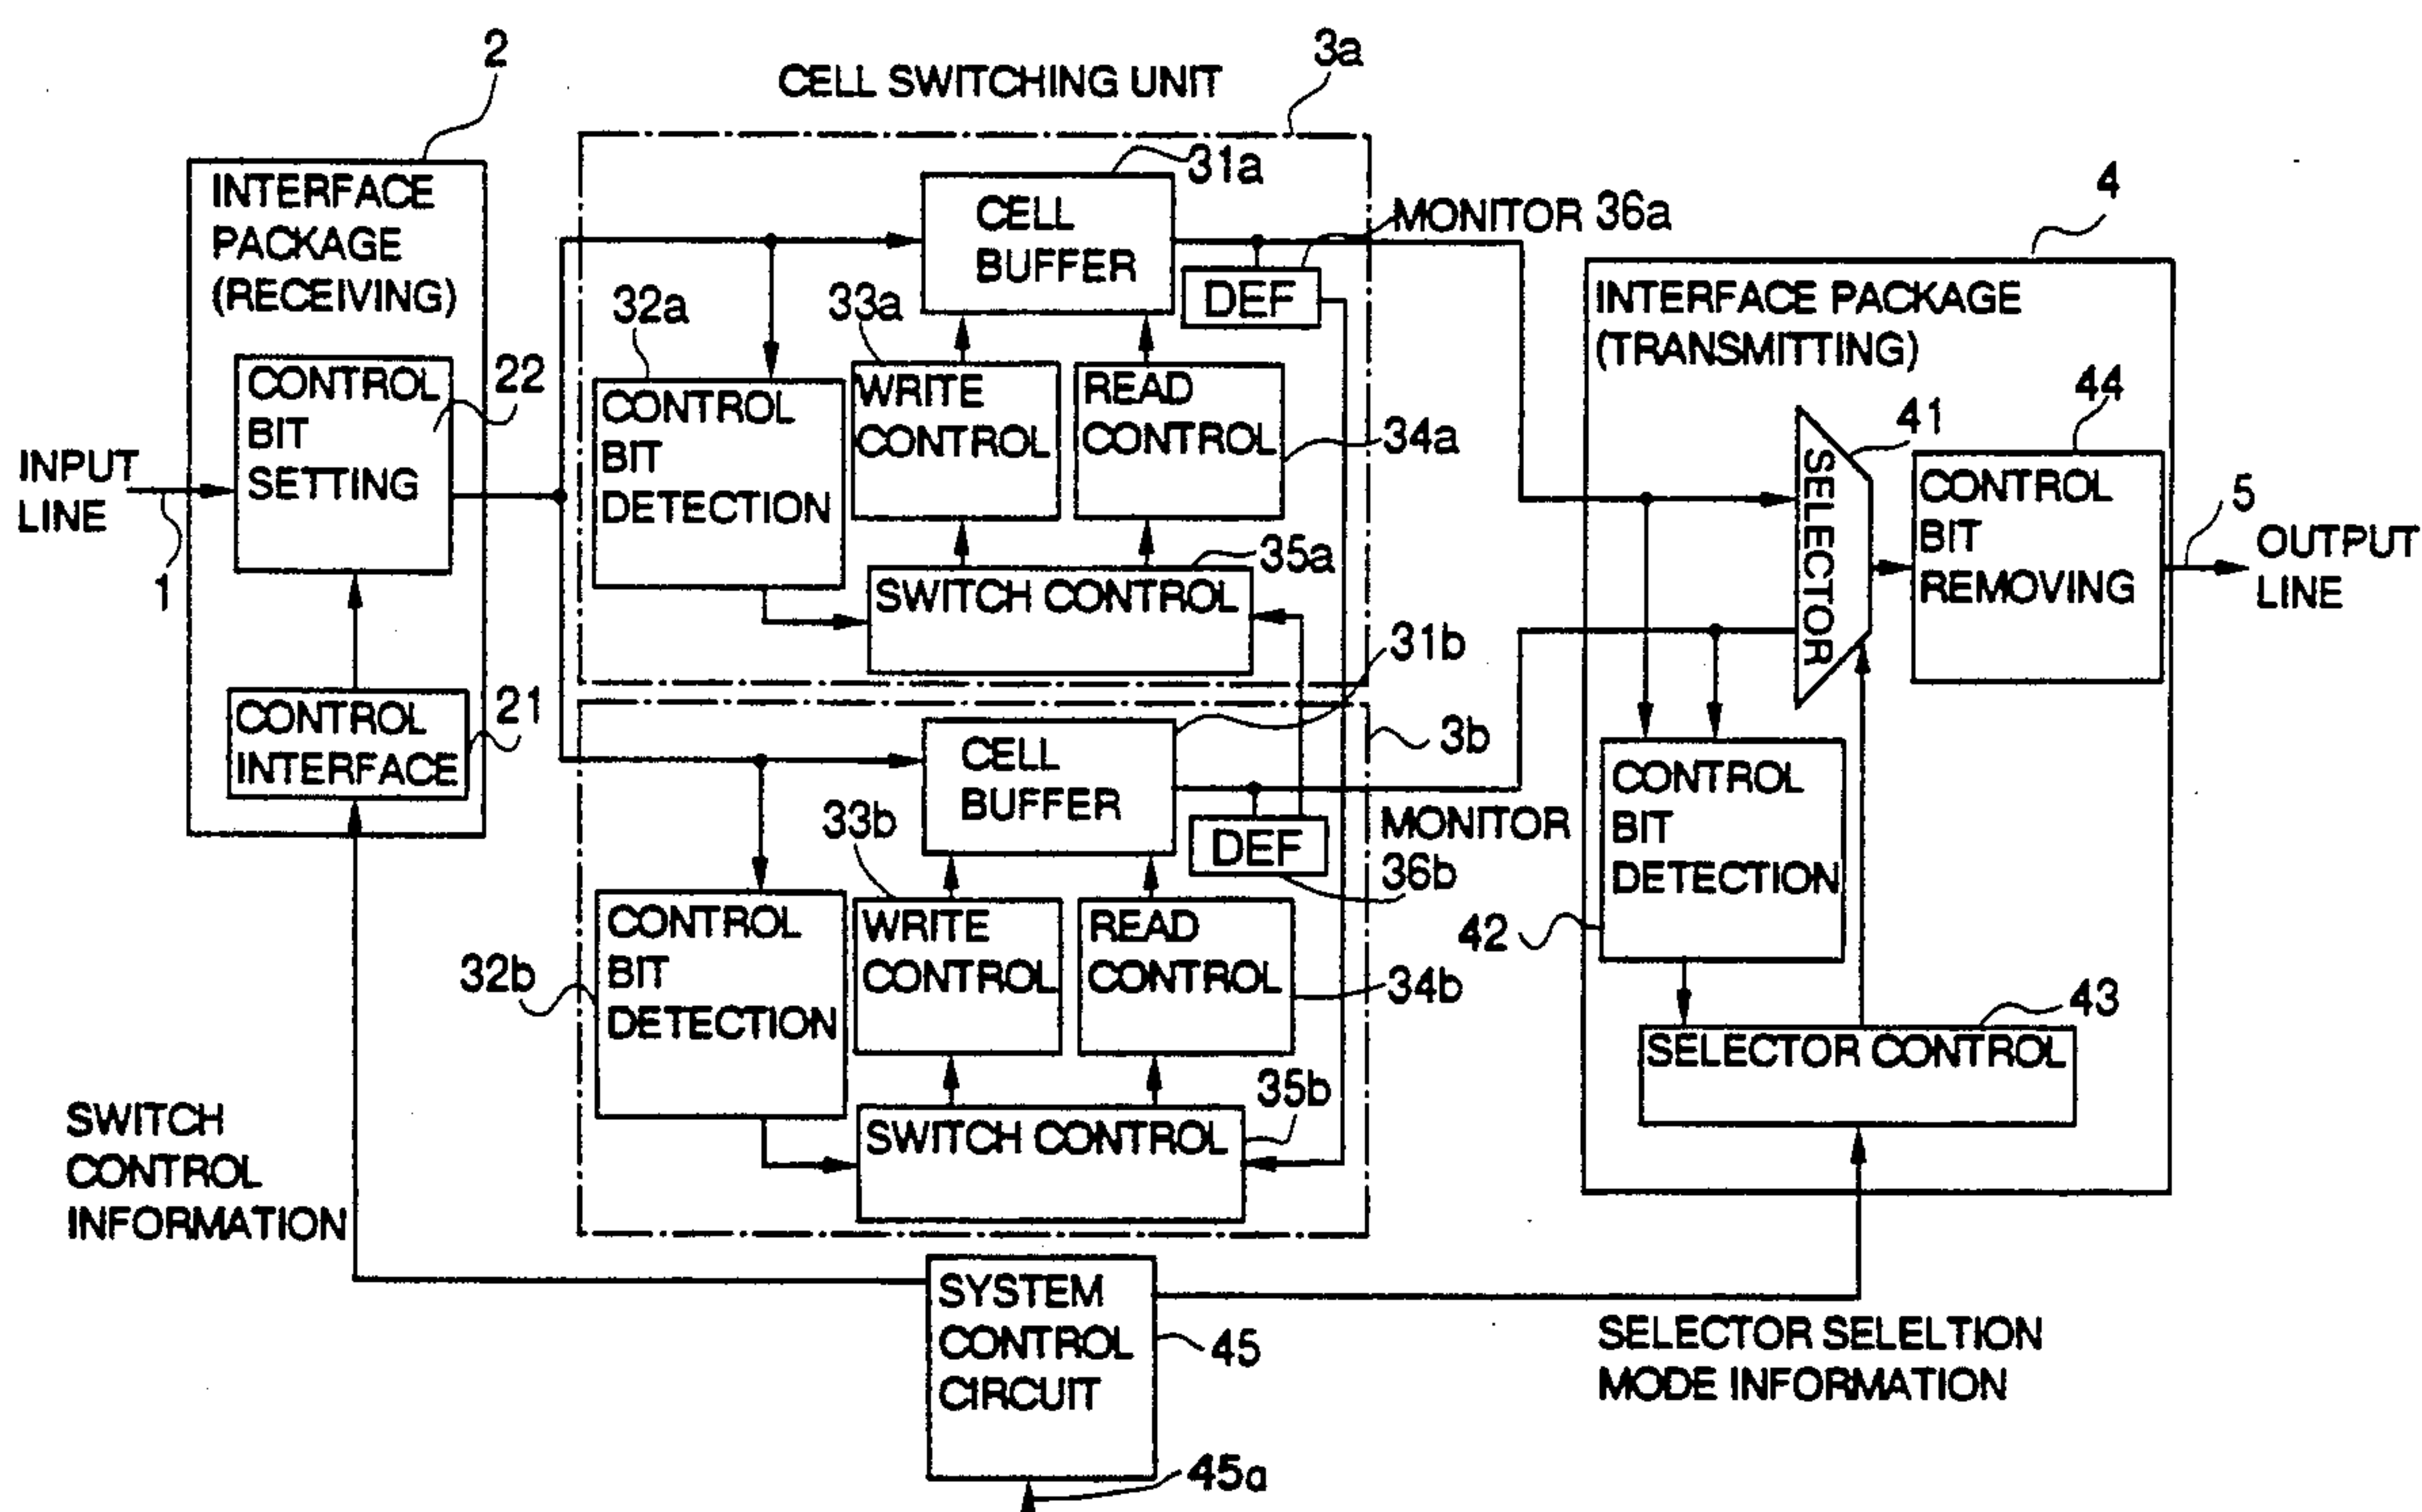 2
CELL SWITCHING UNIT
3a
INTERFACE
PACKAGE
(RECEIVING)
CONTROL
BIT
SETTING
22
INPUT
LINE
1
CONTROL
INTERFACE
21
31a
CELL
BUFFER
MONITOR 36a
DEF
32a
CONTROL
BIT
DETECTION
33a
WRITE
CONTROL
READ
CONTROL
34a
35a
SWITCH CONTROL
31b
3b
CELL
BUFFER
MONITOR
DEF
36b
33b
32b
CONTROL
BIT
DETECTION
WRITE
CONTROL
READ
CONTROL
34b
35b
SWITCH CONTROL
4
INTERFACE PACKAGE
(TRANSMITTING)
41
SELECTOR
44
CONTROL
BIT
REMOVING
5
OUTPUT
LINE
CONTROL
BIT
DETECTION
42
43
SELECTOR CONTROL
SWITCH
CONTROL
INFORMATION
SYSTEM
CONTROL
CIRCUIT
45
45a
SELECTOR SELELTION
MODE INFORMATION